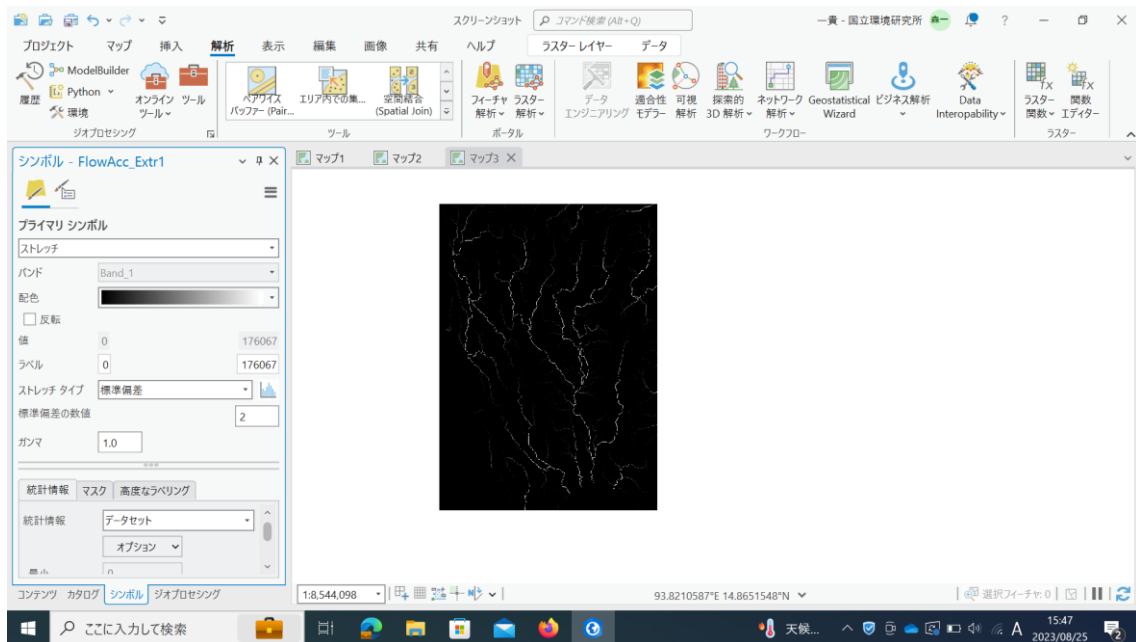 スクリーンショット
コマンド検索 (Alt+Q)
一貴 - 国立環境研究所 森一
プロジェクト マップ 挿入 解析 表示 編集 画像 共有 ヘルプ ラスター レイヤー データ
履歴
ModelBuilder
Python
環境
オンライン ツール
ツール
ジオプロセシング
ペアワイズ バッファー (Pair...
エリア内での集...
空間結合 (Spatial Join)
ツール
フィーチャ 解析
ラスター 解析
ポータル
データ エンジニアリング
適合性 モデラー
可視 解析
探索的 3D 解析
ネットワーク 解析
Geostatistical Wizard
ビジネス解析
Data Interoperability
ワークフロー
ラスター 関数
関数 エディター
ラスター
シンボル - FlowAcc_Extr1
マップ1 マップ2 マップ3
プライマリ シンボル
ストレッチ
バンド Band_1
配色
反転
値 0 176067
ラベル 0 176067
ストレッチ タイプ 標準偏差
標準偏差の数値 2
ガンマ 1.0
統計情報 マスク 高度なラベリング
統計情報 データセット
オプション
コンテンツ カタログ シンボル ジオプロセシング
1:8,544,098
93.8210587°E 14.8651548°N
選択フィーチャ: 0
ここに入力して検索
天候...
A
15:47
2023/08/25
2